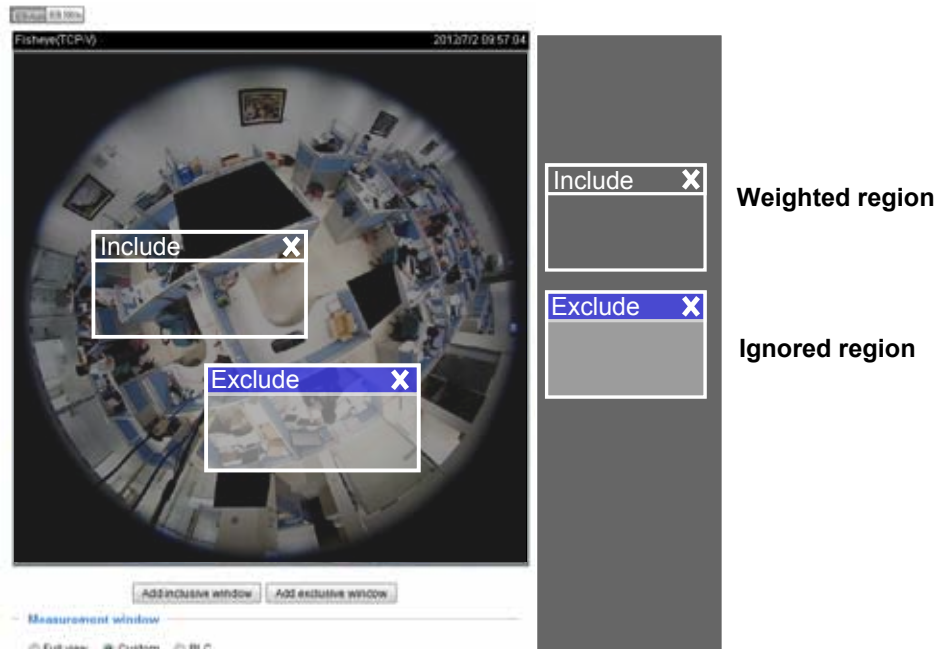 Fisheye(TCP-V) 2012/7/2 09:57:04
Include
Exclude
Include
Weighted region
Exclude
Ignored region
Add inclusive window Add exclusive window
Measurement window
Full view Custom BLC